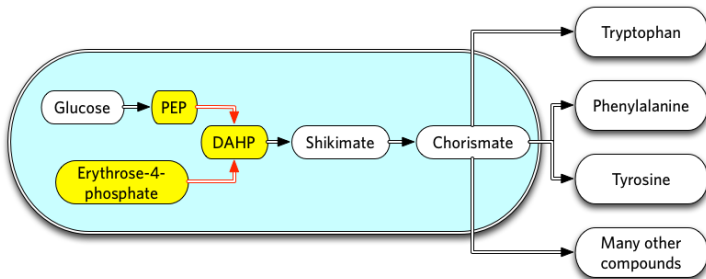 Tryptophan
Glucose
PEP
Phenylalanine
DAHP
Shikimate
Chorismate
Erythrose-4-
phosphate
Tyrosine
Many other
compounds